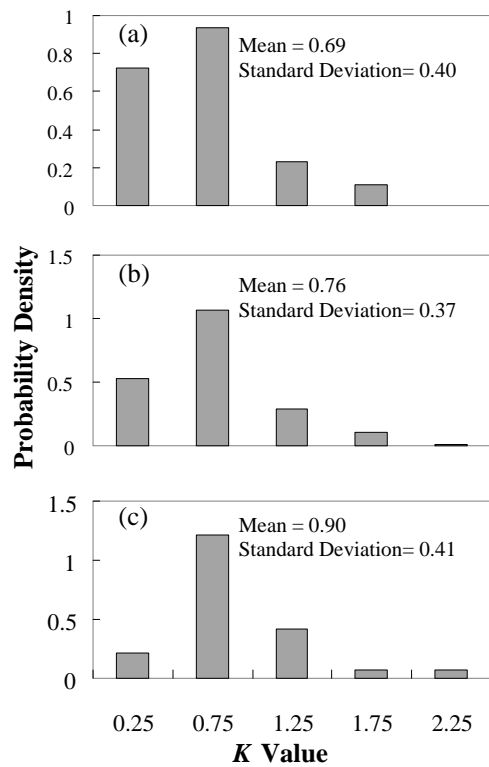 Probability Density
1
0.8
0.6
0.4
0.2
0
(a)
Mean = 0.69
Standard Deviation= 0.40
1.5
1
0.5
0
(b)
Mean = 0.76
Standard Deviation= 0.37
1.5
1
0.5
0
(c)
Mean = 0.90
Standard Deviation= 0.41
0.25 0.75 1.25 1.75 2.25
K Value